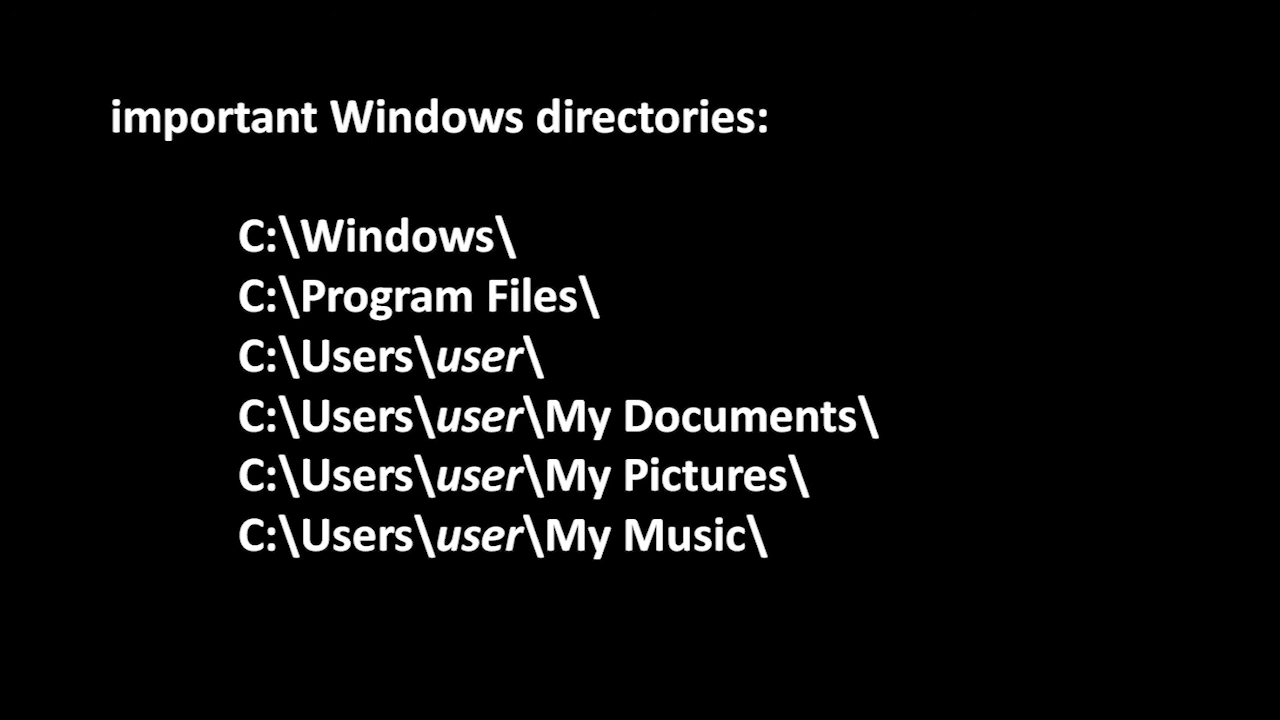 important Windows directories:
C:\Windows\
C:\Program Files\
C:\Users\user\
C:\Users\user\My Documents\
C:\Users\user\My Pictures\
C:\Users\user\My Music\